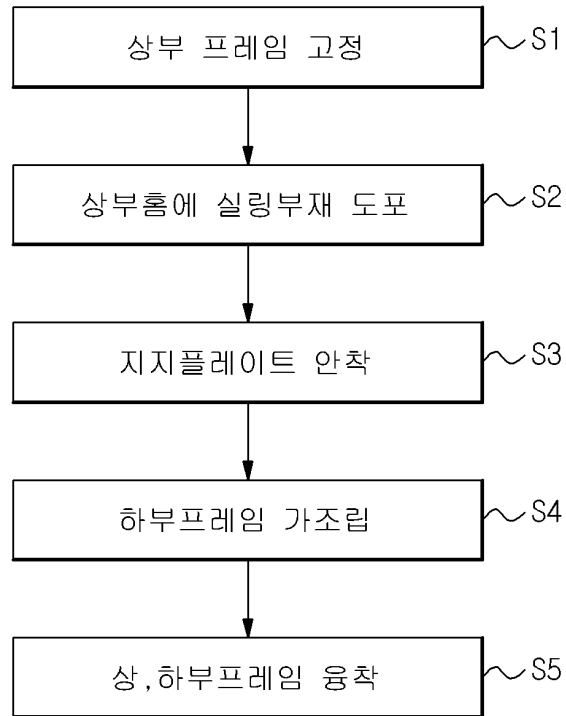 상부 프레임 고정 S1
상부홈에 실링부재 도포 S2
지지플레이트 안착 S3
하부프레임 가조립 S4
상,하부프레임 융착 S5